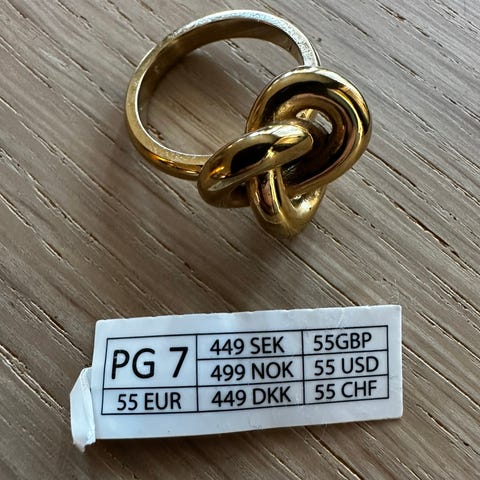 PG 7
449 SEK
55GBP
499 NOK
55 USD
55 EUR
449 DKK
55 CHF